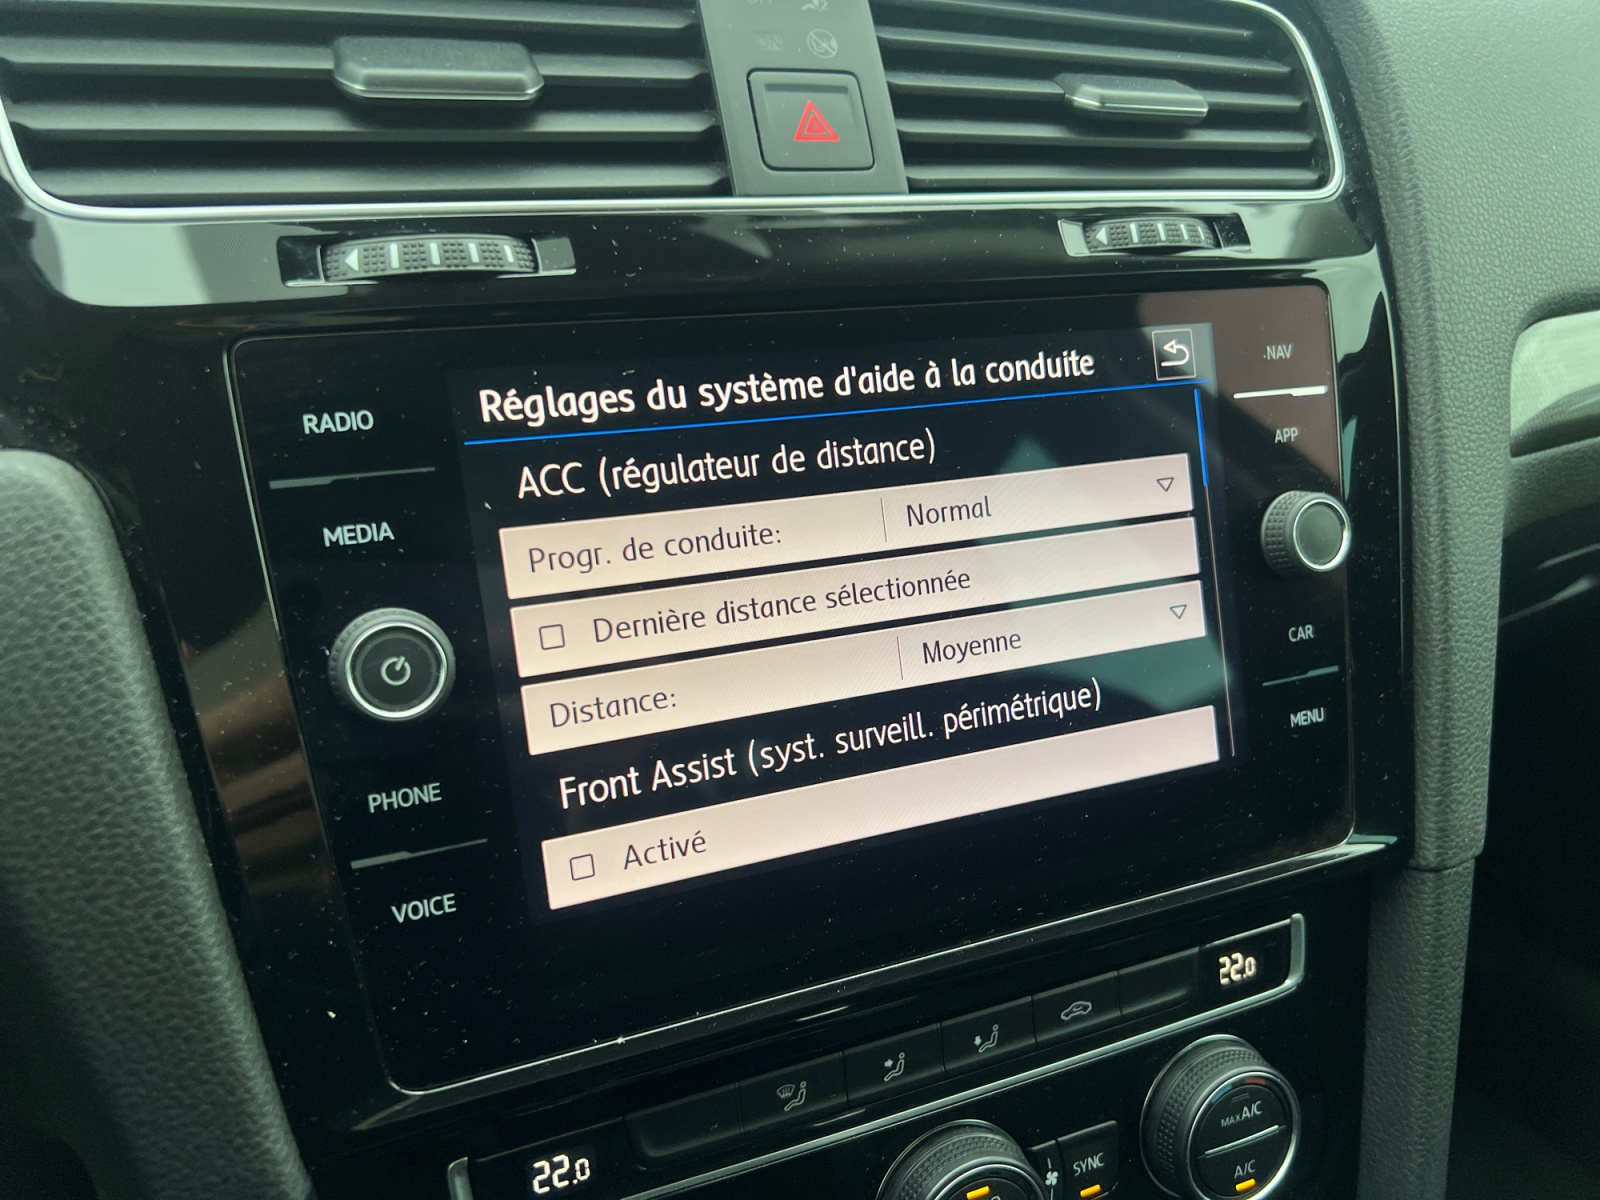 RADIO
MEDIA
PHONE
VOICE
Réglages du système d'aide à la conduite
ACC (régulateur de distance)
Progr. de conduite: Normal
Dernière distance sélectionnée
Distance: Moyenne
Front Assist (syst. surveill. périmétrique)
Activé
NAV
APP
CAR
MENU
22.0
22.0
SYNC
MAX A/C
A/C